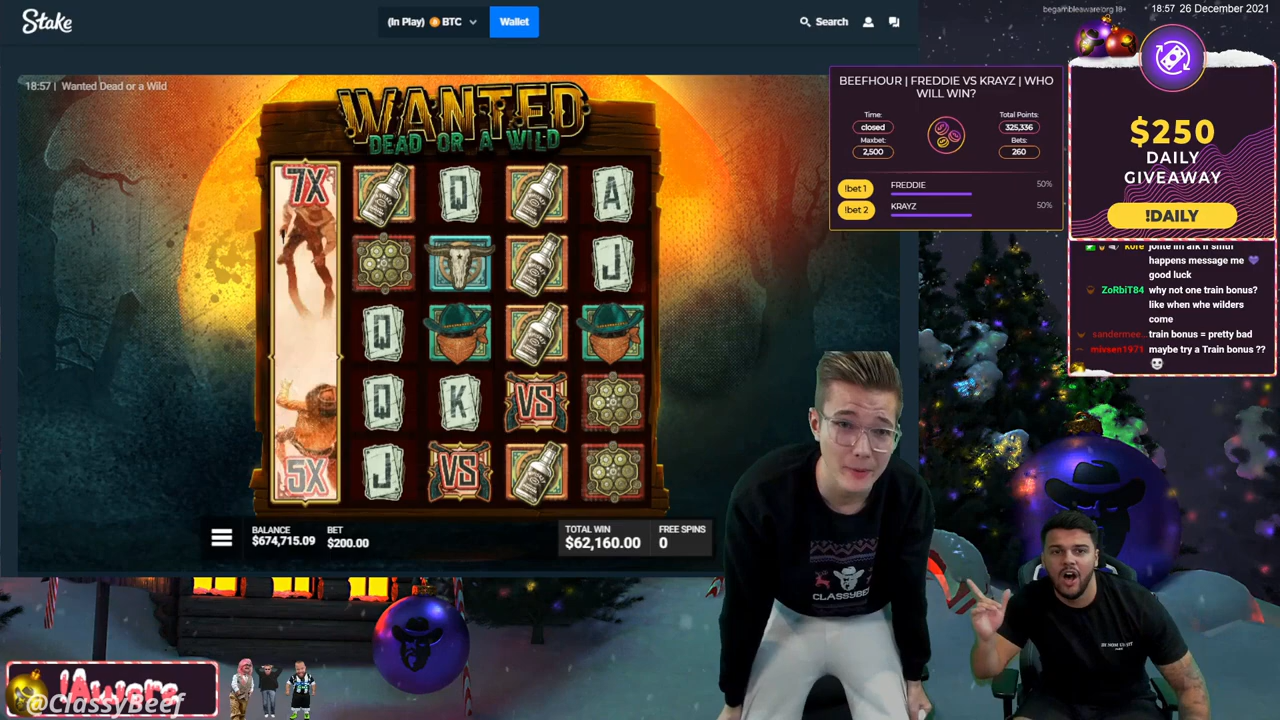 Stake
(In Play) BTC
Wallet
Search
begambleaware.org 18+
18:57 26 December 2021
18:57 | Wanted Dead or a Wild
WANTED
DEAD OR A WILD
7X
Q
A
J
Q
Q
K
VS
5X
J
VS
BALANCE
$674,715.09
BET
$200.00
TOTAL WIN
$62,160.00
FREE SPINS
0
BEEFHOUR | FREDDIE VS KRAYZ | WHO
WILL WIN?
Time:
closed
Maxbet:
2,500
Total Points:
325,336
Bets:
260
!bet 1
FREDDIE
50%
!bet 2
KRAYZ
50%
$250
DAILY
GIVEAWAY
!DAILY
happens message me
good luck
ZoRbiT84 why not one train bonus?
like when whe wilders
come
sandermee... train bonus = pretty bad
mivsen1971 maybe try a Train bonus ??
CLASSYBEEF
@ClassyBeef